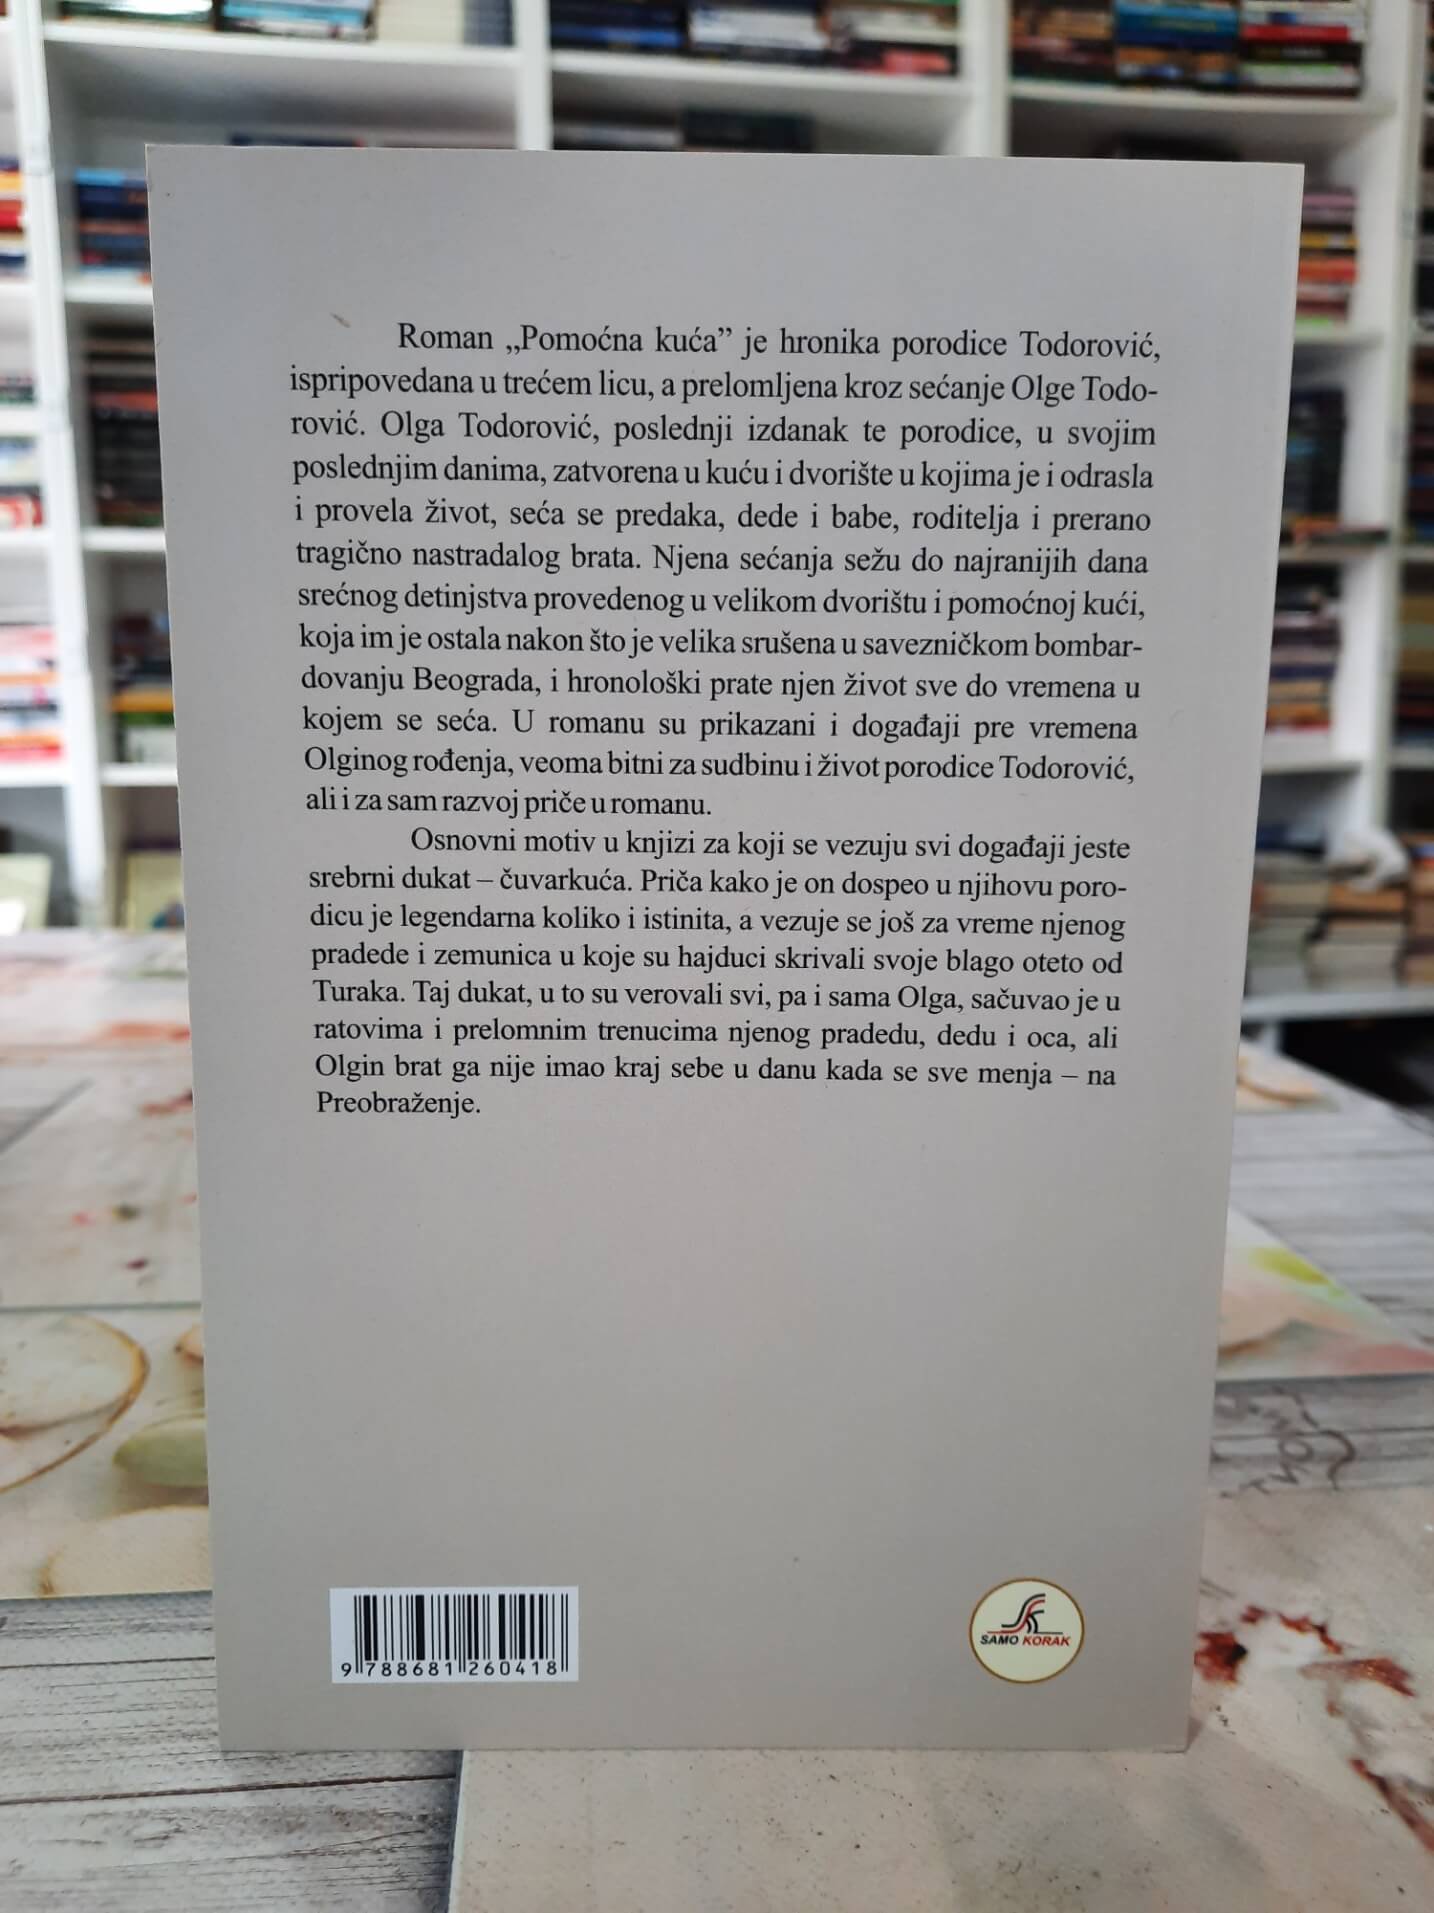 Roman „Pomoćna kuća” je hronika porodice Todorović,
ispripovedana u trećem licu, a prelomljena kroz sećanje Olge Todo-
rović. Olga Todorović, poslednji izdanak te porodice, u svojim
poslednjim danima, zatvorena u kuću i dvorište u kojima je i odrasla
i provela život, seća se predaka, dede i babe, roditelja i prerano
tragično nastradalog brata. Njena sećanja sežu do najranijih dana
srećnog detinjstva provedenog u velikom dvorištu i pomoćnoj kući,
koja im je ostala nakon što je velika srušena u savezničkom bombar-
dovanju Beograda, i hronološki prate njen život sve do vremena u
kojem se seća. U romanu su prikazani i događaji pre vremena
Olginog rođenja, veoma bitni za sudbinu i život porodice Todorović,
ali i za sam razvoj priče u romanu.
Osnovni motiv u knjizi za koji se vezuju svi događaji jeste
srebrni dukat – čuvarkuća. Priča kako je on dospeo u njihovu poro-
dicu je legendarna koliko i istinita, a vezuje se još za vreme njenog
pradede i zemunica u koje su hajduci skrivali svoje blago oteto od
Turaka. Taj dukat, u to su verovali svi, pa i sama Olga, sačuvao je u
ratovima i prelomnim trenucima njenog pradedu, dedu i oca, ali
Olgin brat ga nije imao kraj sebe u danu kada se sve menja – na
Preobraženje.
9 788681 260418
SAMO KORAK